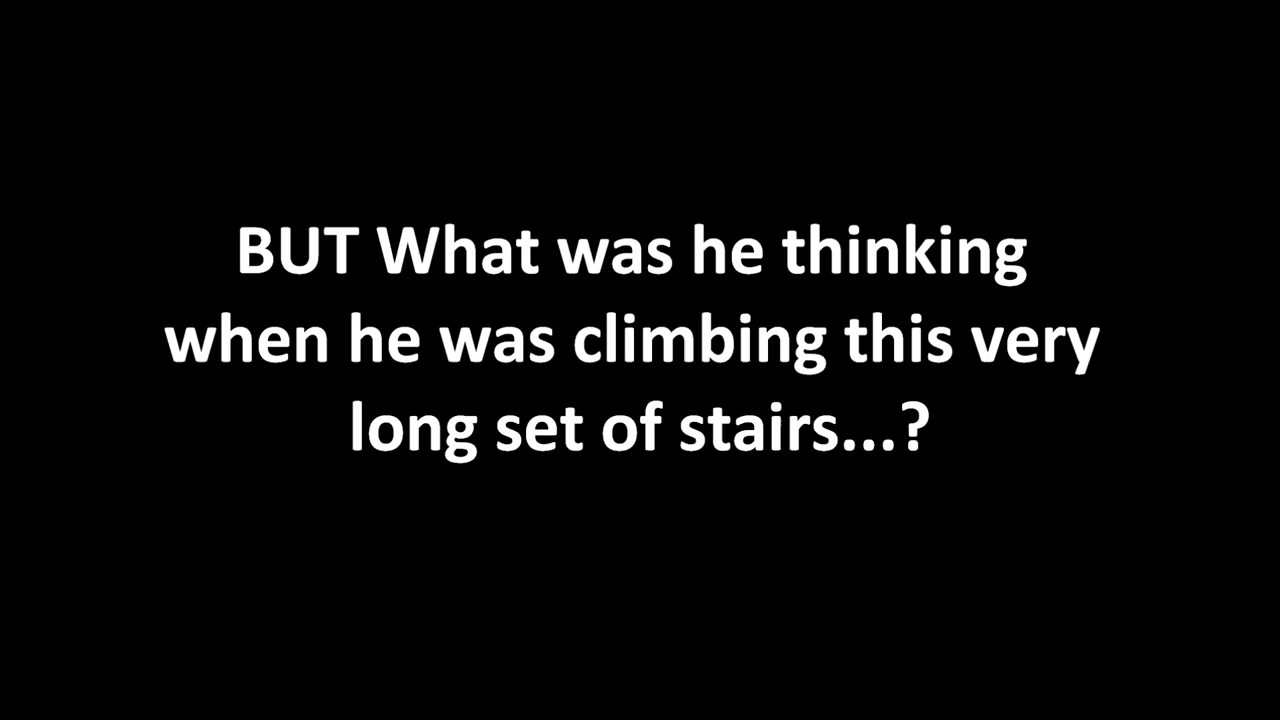 BUT What was he thinking
when he was climbing this very
long set of stairs...?